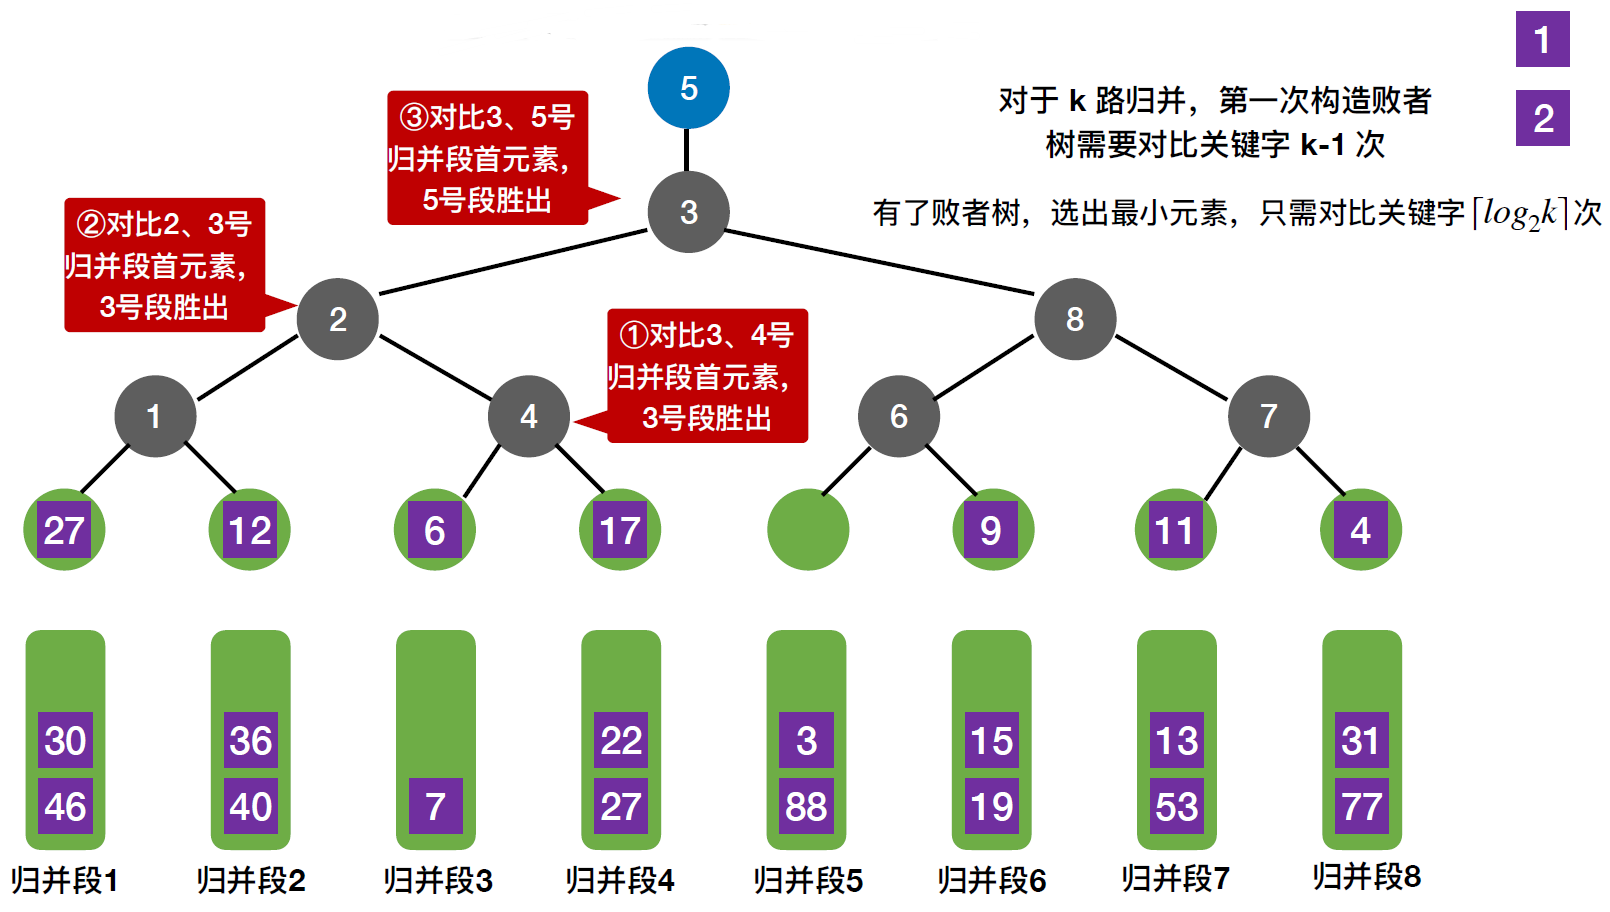 1
5
③对比3、5号
归并段首元素，
5号段胜出
对于 k 路归并，第一次构造败者
树需要对比关键字 k-1 次
2
②对比2、3号
归并段首元素，
3号段胜出
3
有了败者树，选出最小元素，只需对比关键字⌈log₂k⌉次
2
8
①对比3、4号
归并段首元素，
3号段胜出
1
4
6
7
27 12 6 17 9 11 4
30 36 22 3 15 13 31
46 40 7 27 88 19 53 77
归并段1 归并段2 归并段3 归并段4 归并段5 归并段6 归并段7 归并段8